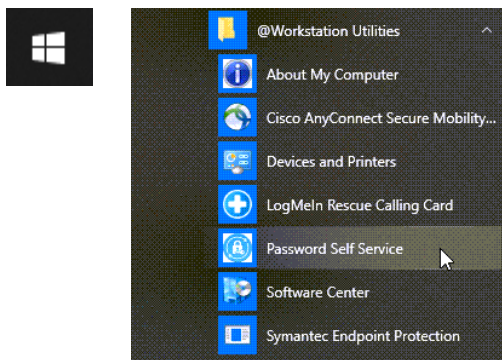 @Workstation Utilities
About My Computer
Cisco AnyConnect Secure Mobility...
Devices and Printers
LogMeIn Rescue Calling Card
Password Self Service
Software Center
Symantec Endpoint Protection